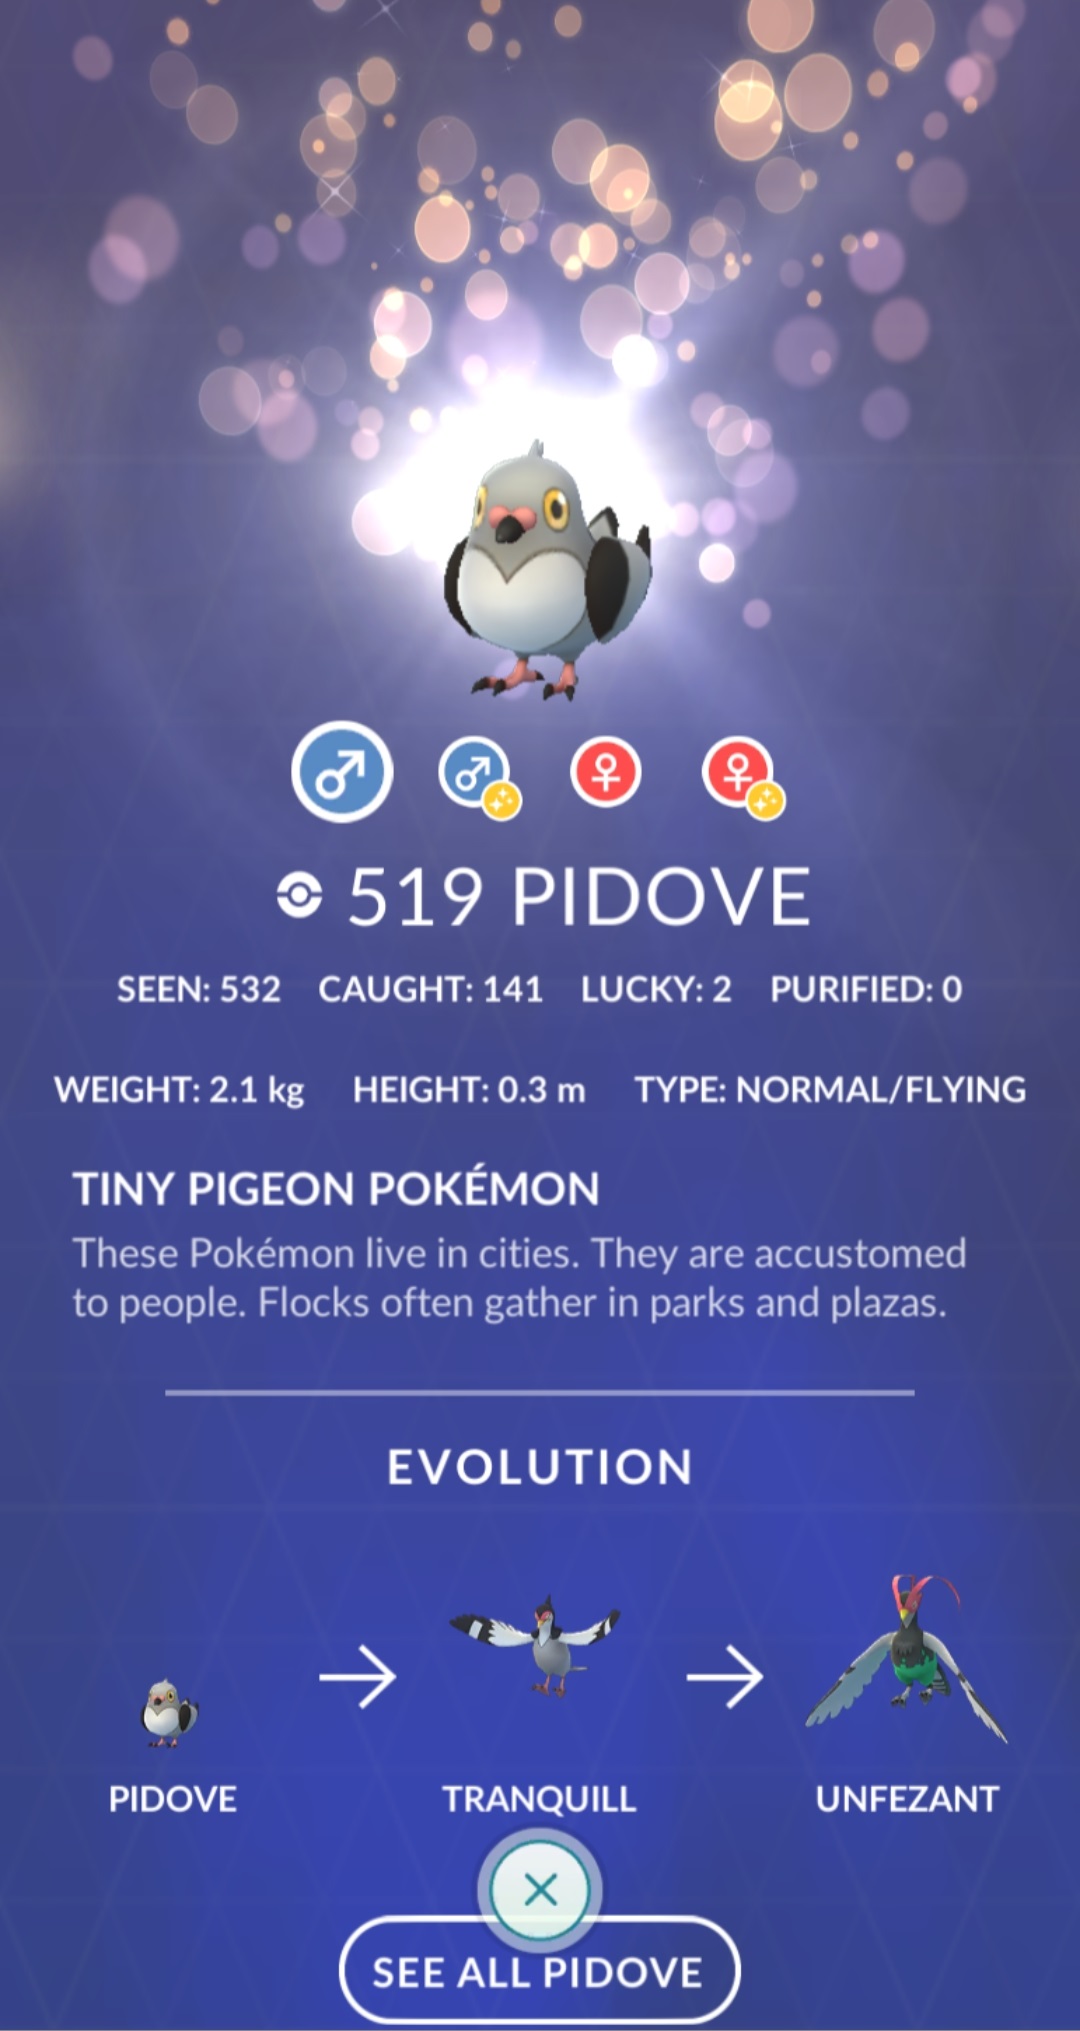 519 PIDOVE
SEEN: 532 CAUGHT: 141 LUCKY: 2 PURIFIED: 0
WEIGHT: 2.1 kg HEIGHT: 0.3 m TYPE: NORMAL/FLYING
TINY PIGEON POKÉMON
These Pokémon live in cities. They are accustomed
to people. Flocks often gather in parks and plazas.
EVOLUTION
PIDOVE TRANQUILL UNFEZANT
SEE ALL PIDOVE